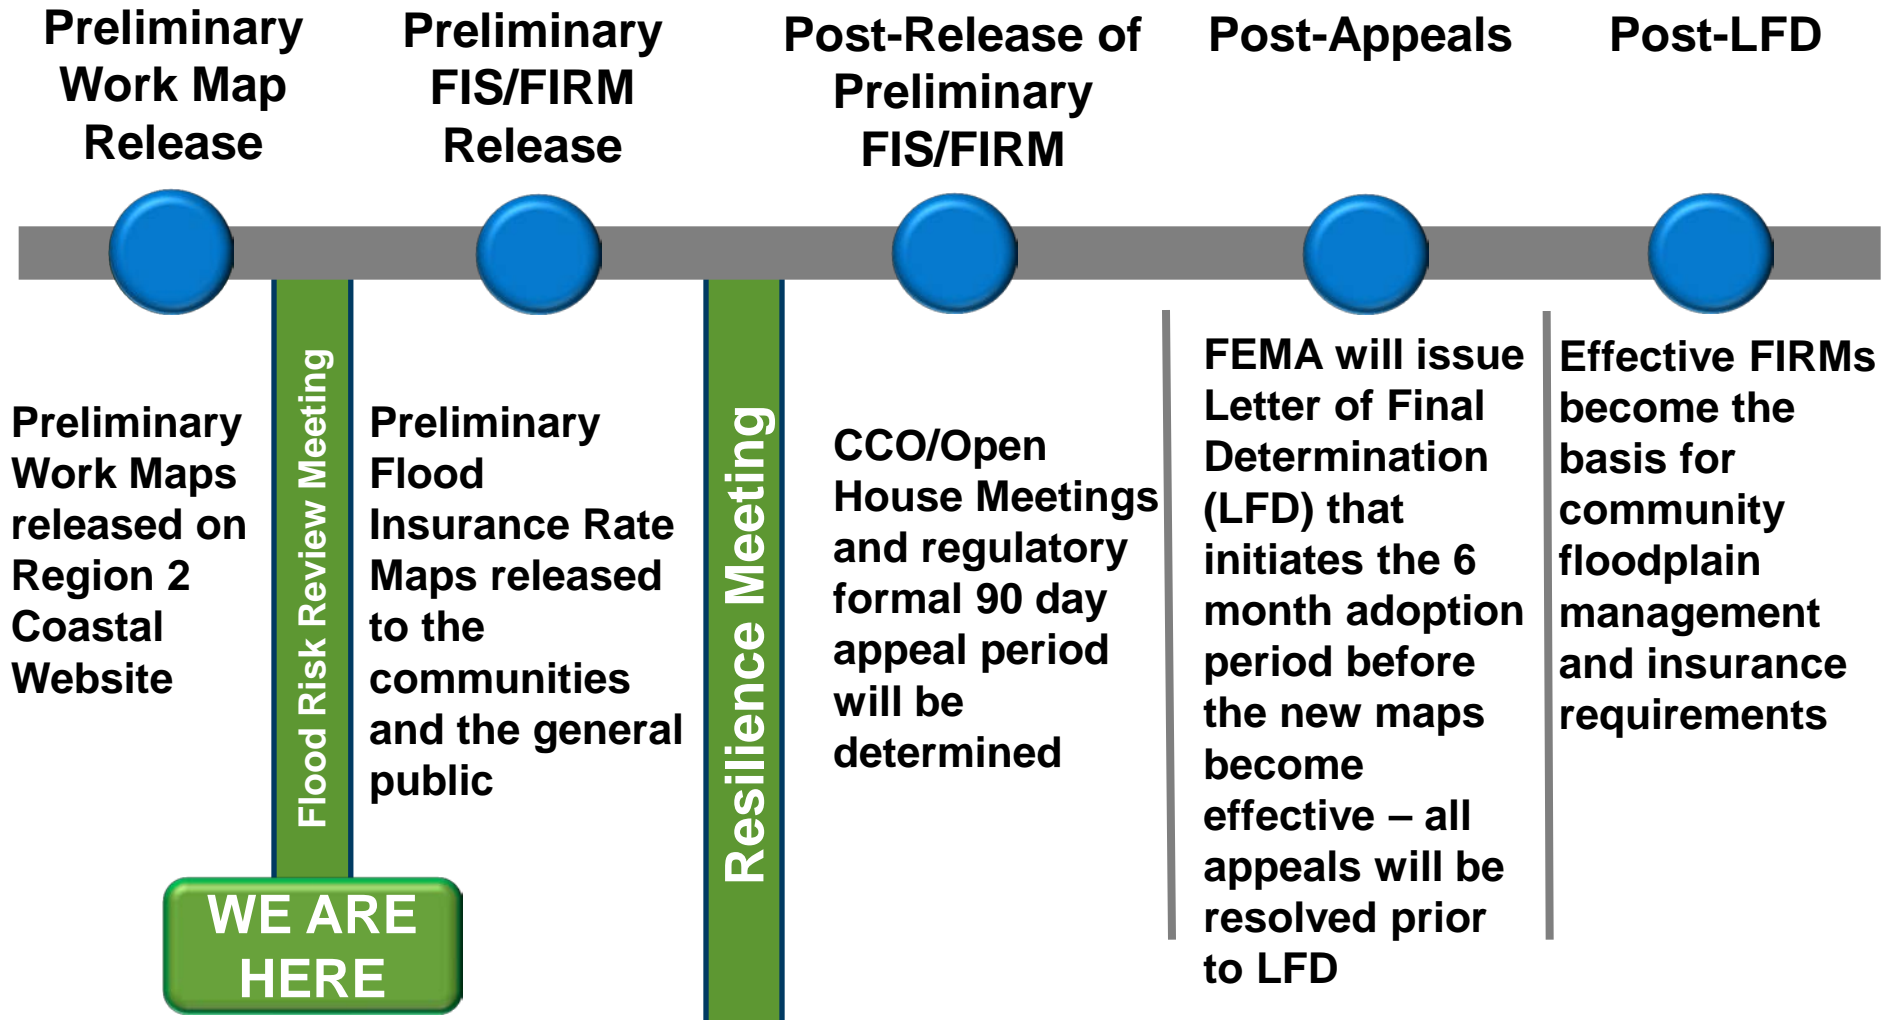 Preliminary
Work Map
Release
Preliminary
FIS/FIRM
Release
Post-Release of
Preliminary
FIS/FIRM
Post-Appeals
Post-LFD
Preliminary
Work Maps
released on
Region 2
Coastal
Website
Flood Risk Review Meeting
WE ARE
HERE
Preliminary
Flood
Insurance Rate
Maps released
to the
communities
and the general
public
Resilience Meeting
CCO/Open
House Meetings
and regulatory
formal 90 day
appeal period
will be
determined
FEMA will issue
Letter of Final
Determination
(LFD) that
initiates the 6
month adoption
period before
the new maps
become
effective – all
appeals will be
resolved prior
to LFD
Effective FIRMs
become the
basis for
community
floodplain
management
and insurance
requirements